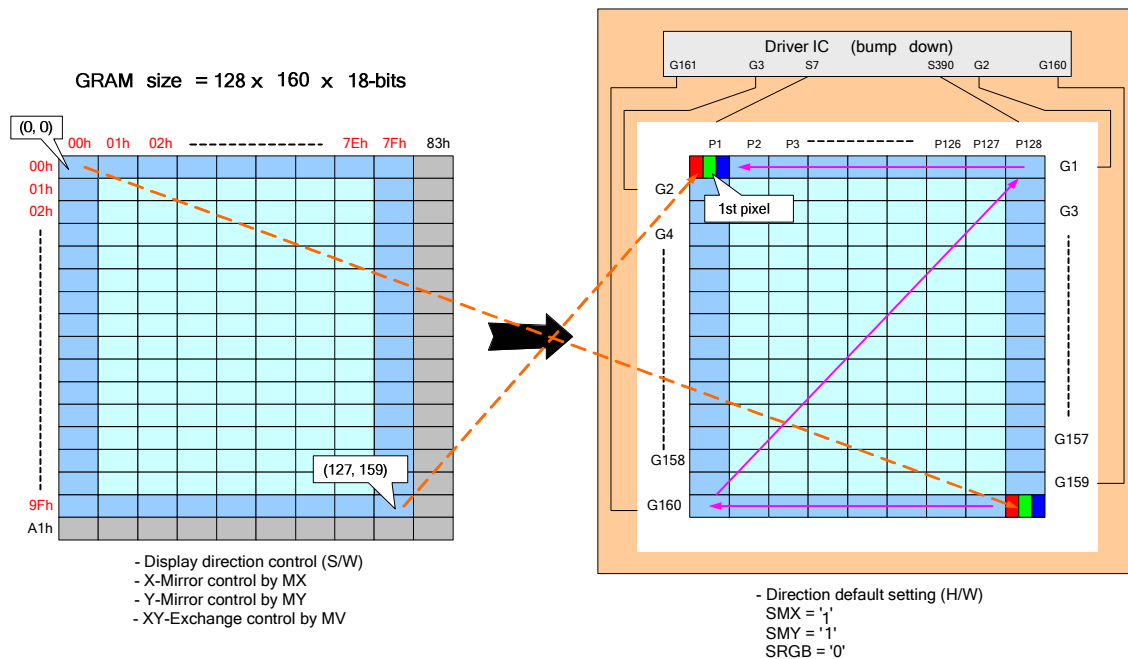 GRAM size = 128 x 160 x 18-bits
(0, 0)
00h 01h 02h 7Eh 7Fh 83h
00h
01h
02h
9Fh
A1h
(127, 159)
- Display direction control (S/W)
- X-Mirror control by MX
- Y-Mirror control by MY
- XY-Exchange control by MV
Driver IC (bump down)
G161 G3 S7 S390 G2 G160
P1 P2 P3 P126 P127 P128
G2
G4
G158
G160
1st pixel
G1
G3
G157
G159
- Direction default setting (H/W)
SMX = '1'
SMY = '1'
SRGB = '0'